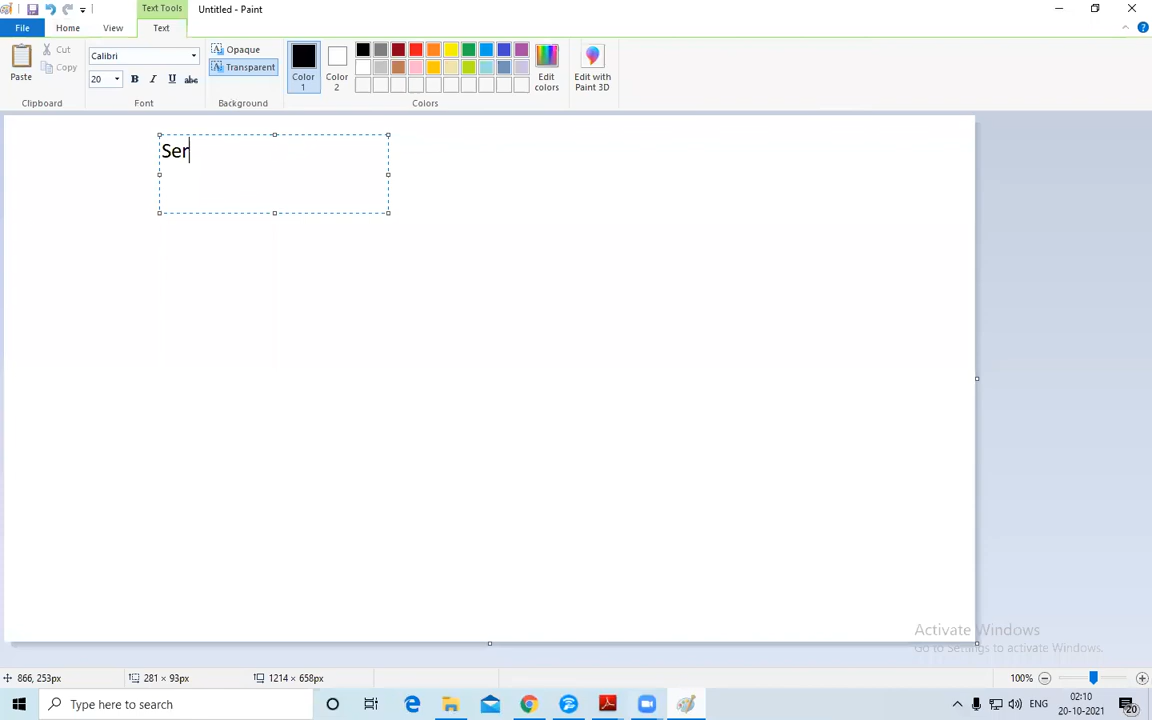 Text Tools
Untitled - Paint
File
Home
View
Text
Paste
Cut
Copy
Clipboard
Calibri
20
B I U abc
Font
Opaque
Transparent
Background
Color 1
Color 2
Edit colors
Colors
Edit with Paint 3D
Ser
Activate Windows
Go to Settings to activate Windows.
866, 253px
281 × 93px
1214 × 658px
100%
Type here to search
ENG
02:10
20-10-2021
20